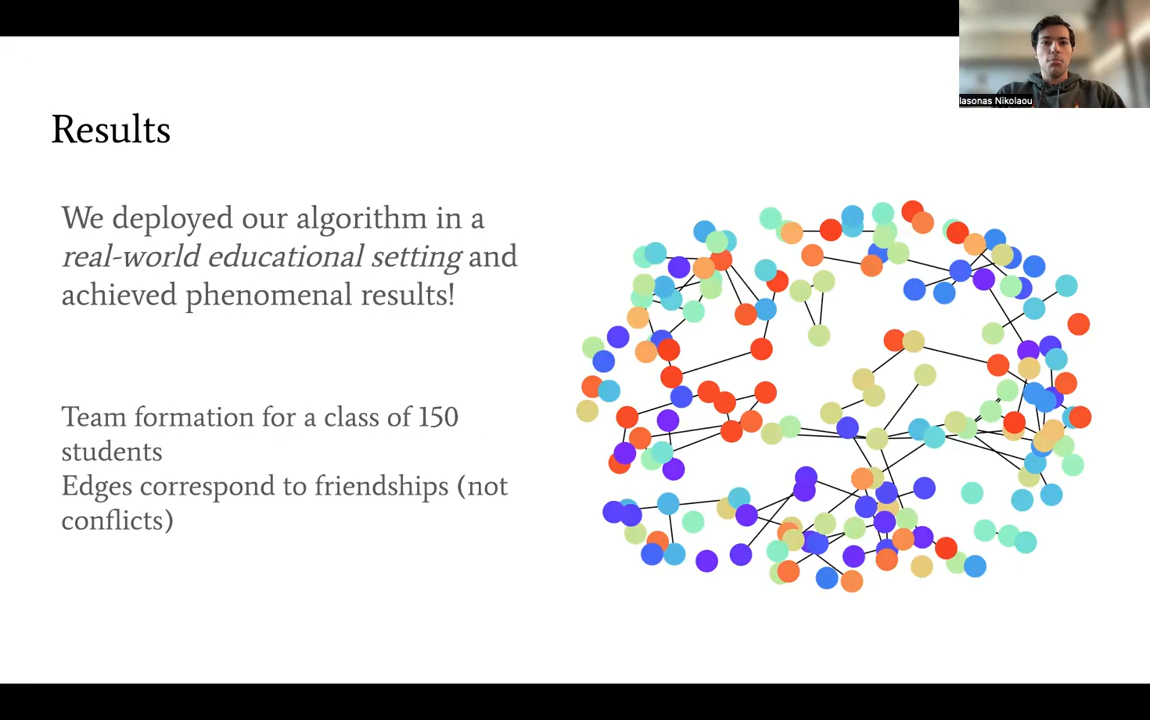 Iasonas Nikolaou
Results
We deployed our algorithm in a
real-world educational setting and
achieved phenomenal results!
Team formation for a class of 150
students
Edges correspond to friendships (not
conflicts)